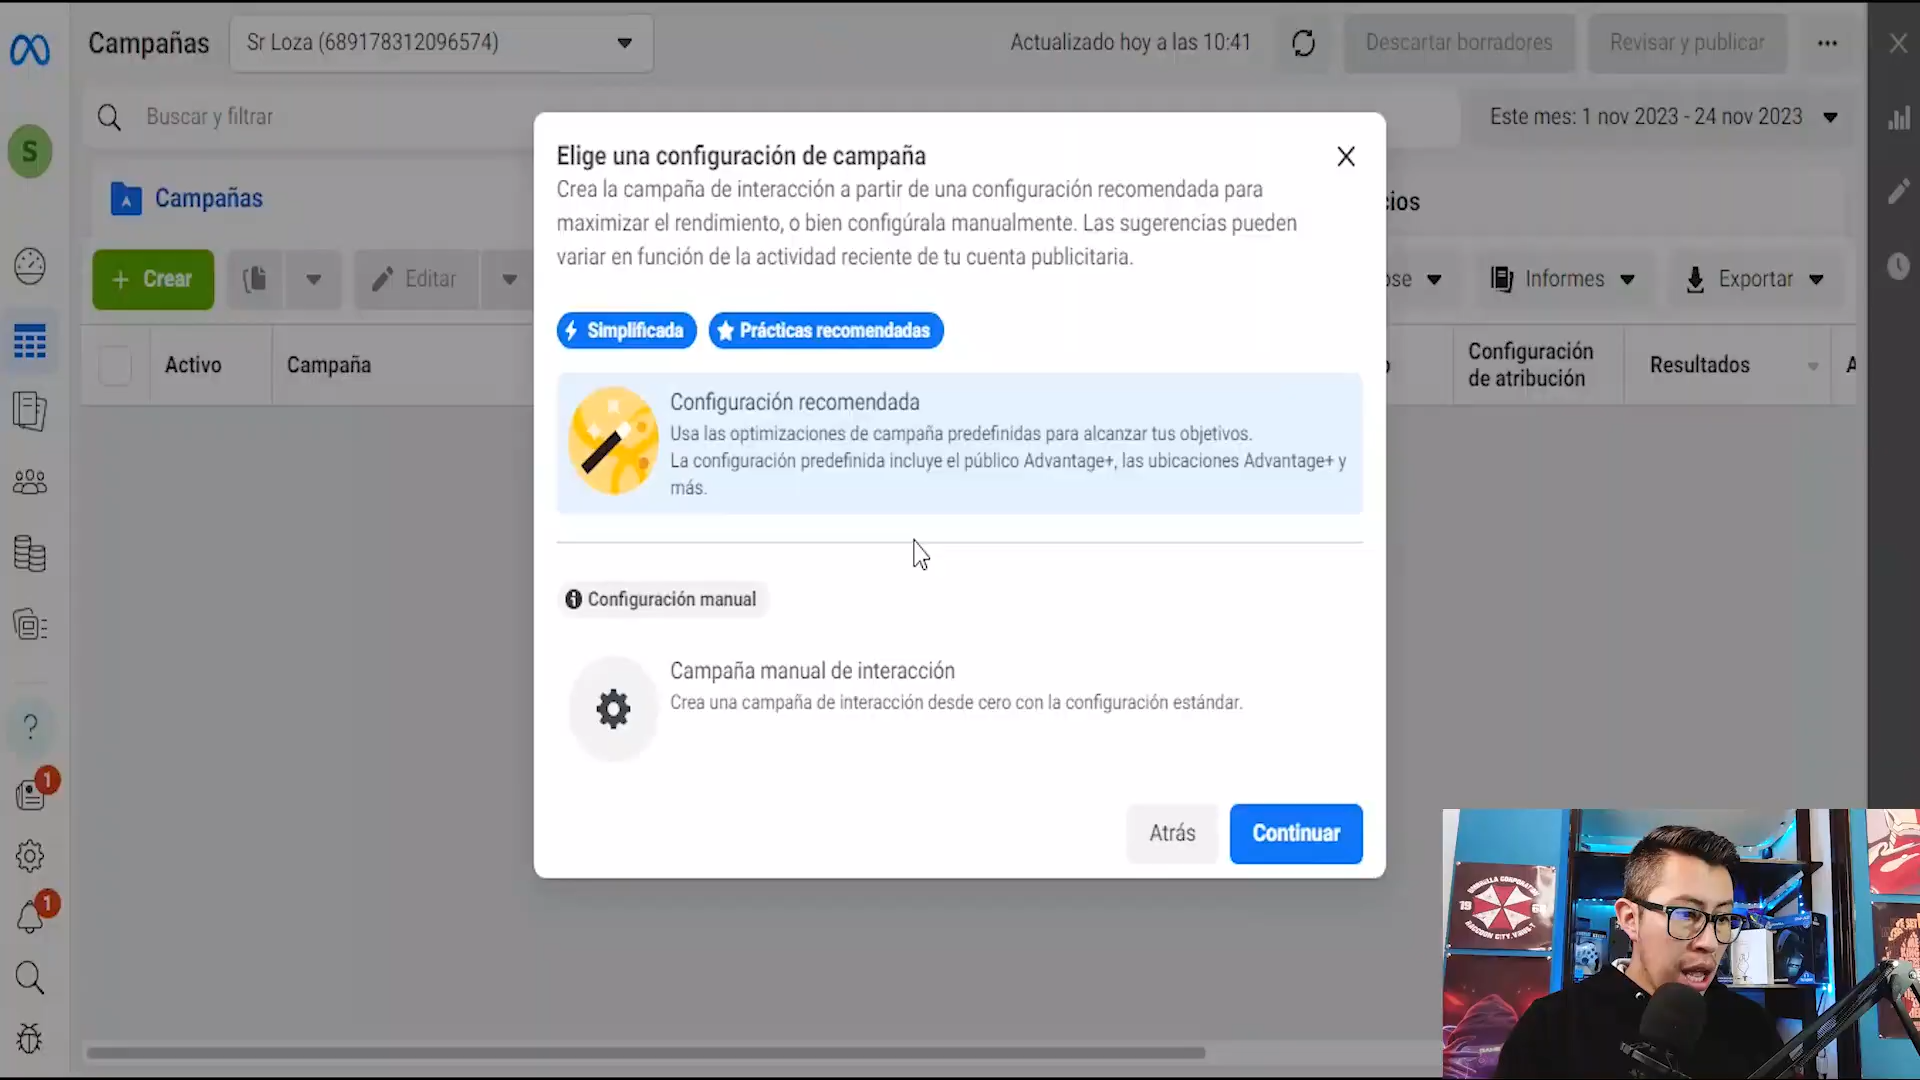 Campañas
Sr Loza (689178312096574)
Actualizado hoy a las 10:41
Descartar borradores
Revisar y publicar
Buscar y filtrar
Este mes: 1 nov 2023 - 24 nov 2023
S
Campañas
cios
Crear
Editar
ose
Informes
Exportar
Activo
Campaña
Configuración
de atribución
Resultados
A
Elige una configuración de campaña
Crea la campaña de interacción a partir de una configuración recomendada para
maximizar el rendimiento, o bien configúrala manualmente. Las sugerencias pueden
variar en función de la actividad reciente de tu cuenta publicitaria.
Simplificada
Prácticas recomendadas
Configuración recomendada
Usa las optimizaciones de campaña predefinidas para alcanzar tus objetivos.
La configuración predefinida incluye el público Advantage+, las ubicaciones Advantage+ y
más.
Configuración manual
Campaña manual de interacción
Crea una campaña de interacción desde cero con la configuración estándar.
Atrás
Continuar
1
1
UMBRELLA CORPORATION
19
RACCOON CITY